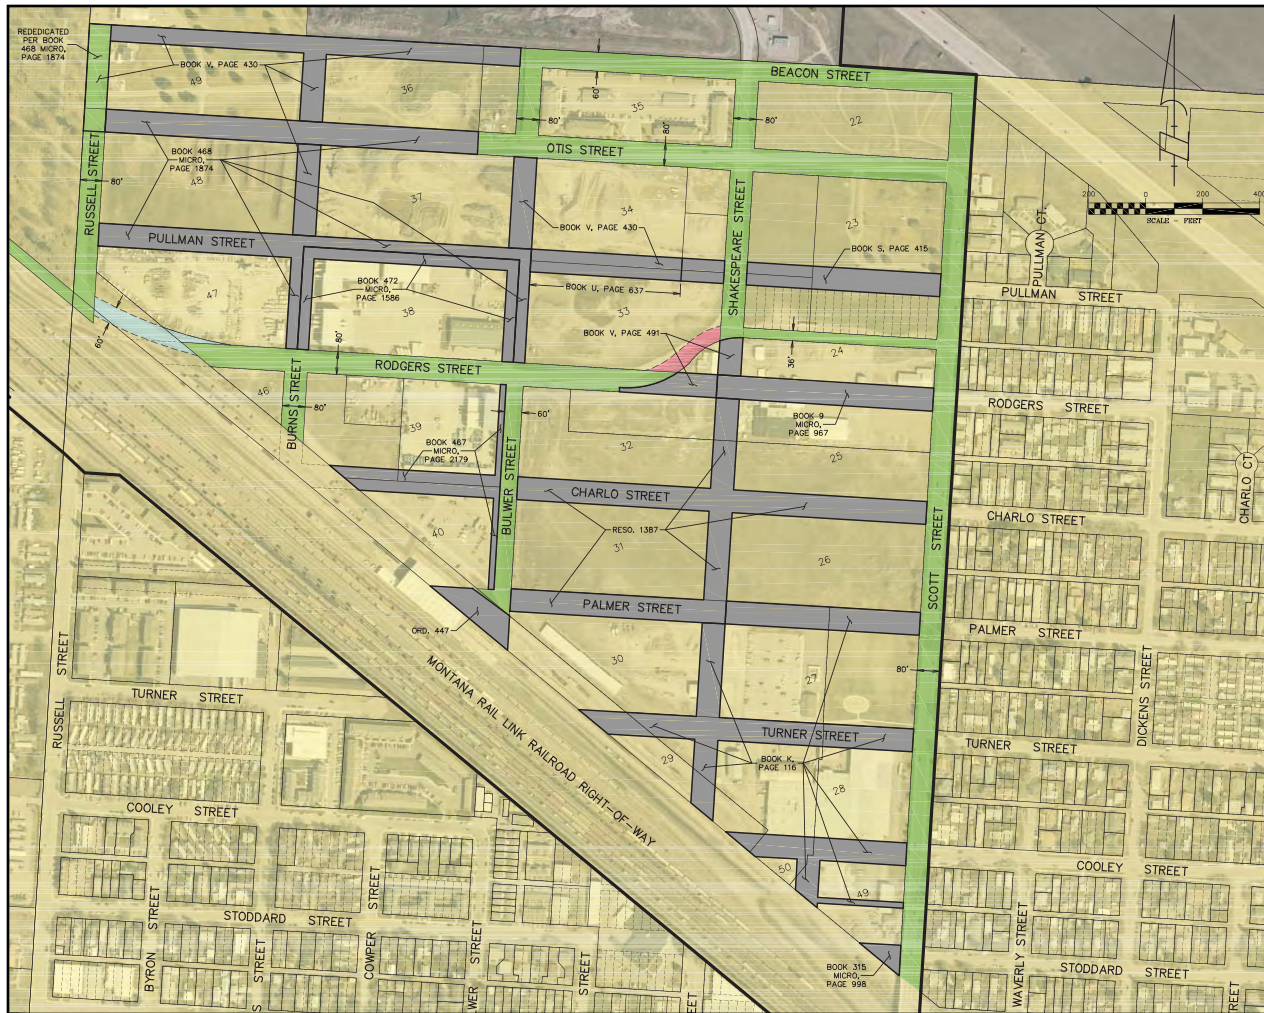 REDEDICATED
PER BOOK
468 MICRO,
PAGE 1874
BOOK V, PAGE 430
49
36
35
60'
80'
80'
80'
BEACON STREET
22
OTIS STREET
RUSSELL STREET
80'
BOOK 468
MICRO,
PAGE 1874
48
37
34
BOOK V, PAGE 430
SHAKESPEARE STREET
23
BOOK S, PAGE 415
200
0
200
400
SCALE - FEET
PULLMAN CT.
PULLMAN STREET
PULLMAN STREET
47
BOOK 472
MICRO,
PAGE 1586
38
BOOK U, PAGE 637
33
BOOK V, PAGE 491
60'
80'
36'
24
RODGERS STREET
RODGERS STREET
46
BURNS STREET
80'
39
60'
BOOK 467
MICRO,
PAGE 2179
32
BOOK 9
MICRO,
PAGE 967
25
CHARLO STREET
CHARLO STREET
CHARLO CT
BULWER STREET
40
RESO. 1387
31
26
SCOTT STREET
PALMER STREET
PALMER STREET
ORD. 447
30
27
80'
DICKENS STREET
MONTANA RAIL LINK RAILROAD RIGHT-OF-WAY
RUSSELL STREET
TURNER STREET
TURNER STREET
TURNER STREET
29
BOOK K,
PAGE 116
28
COOLEY STREET
COOLEY STREET
50
49
STODDARD STREET
STODDARD STREET
BYRON STREET
S STREET
COWPER STREET
WER STREET
STREET
EET
BOOK 315
MICRO,
PAGE 998
WAVERLY STREET
REET